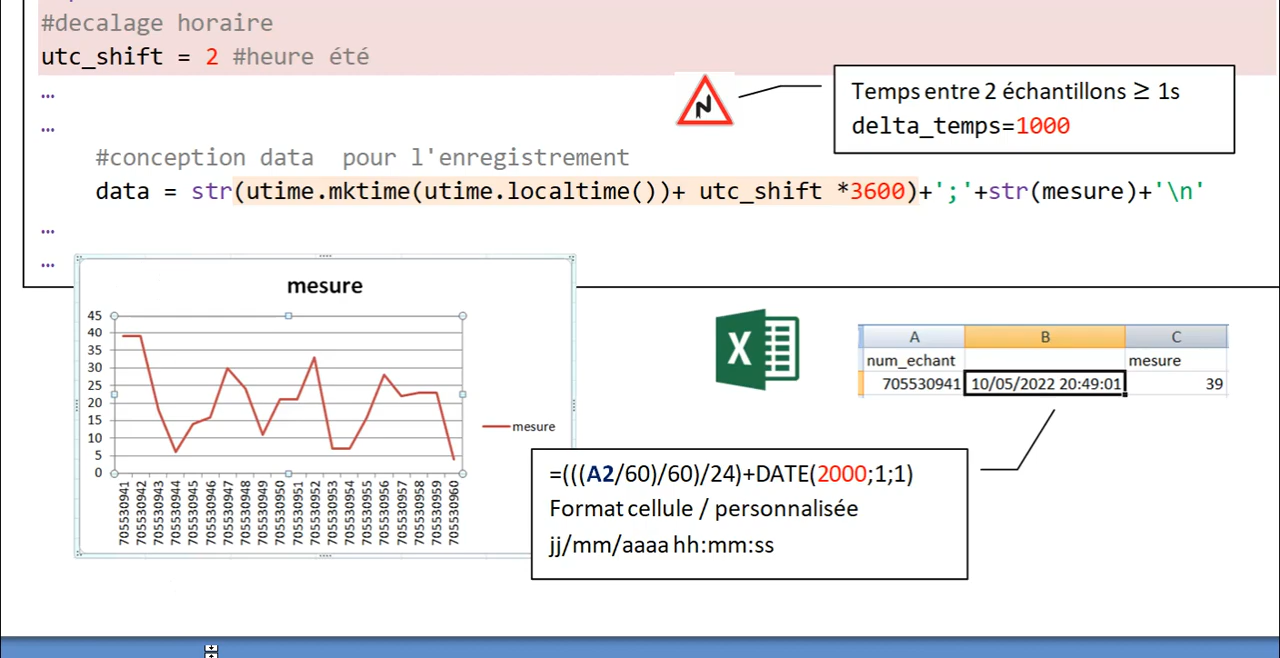 #decalage horaire
utc_shift = 2 #heure été
…
…
Temps entre 2 échantillons ≥ 1s
delta_temps=1000
#conception data  pour l'enregistrement
data = str(utime.mktime(utime.localtime())+ utc_shift *3600)+';'+str(mesure)+'\n'
…
…
mesure
45
40
35
30
25
20
15
10
5
0
705530941
705530942
705530943
705530944
705530945
705530946
705530947
705530948
705530949
705530950
705530951
705530952
705530953
705530954
705530955
705530956
705530957
705530958
705530959
705530960
mesure
X
A B C
num_echant mesure
705530941 10/05/2022 20:49:01 39
=(((A2/60)/60)/24)+DATE(2000;1;1)
Format cellule / personnalisée
jj/mm/aaaa hh:mm:ss